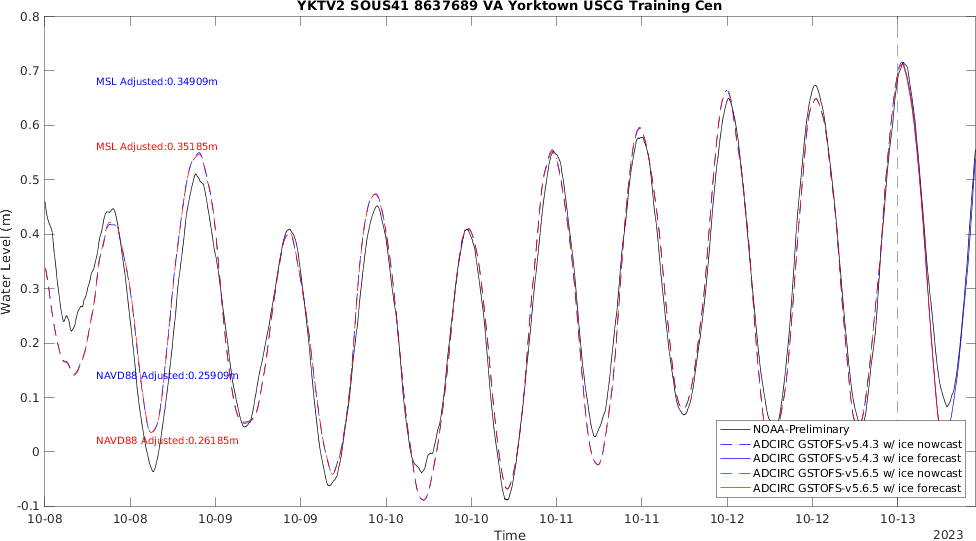 YKTV2 SOUS41 8637689 VA Yorktown USCG Training Cen
0.8
0.7
0.6
0.5
0.4
0.3
0.2
0.1
0
-0.1
Water Level (m)
MSL Adjusted:0.34909m
MSL Adjusted:0.35185m
NAVD88 Adjusted:0.25909m
NAVD88 Adjusted:0.26185m
NOAA-Preliminary
ADCIRC GSTOFS-v5.4.3 w/ ice nowcast
ADCIRC GSTOFS-v5.4.3 w/ ice forecast
ADCIRC GSTOFS-v5.6.5 w/ ice nowcast
ADCIRC GSTOFS-v5.6.5 w/ ice forecast
10-08 10-08 10-09 10-09 10-10 10-10 10-11 10-11 10-12 10-12 10-13
Time 2023